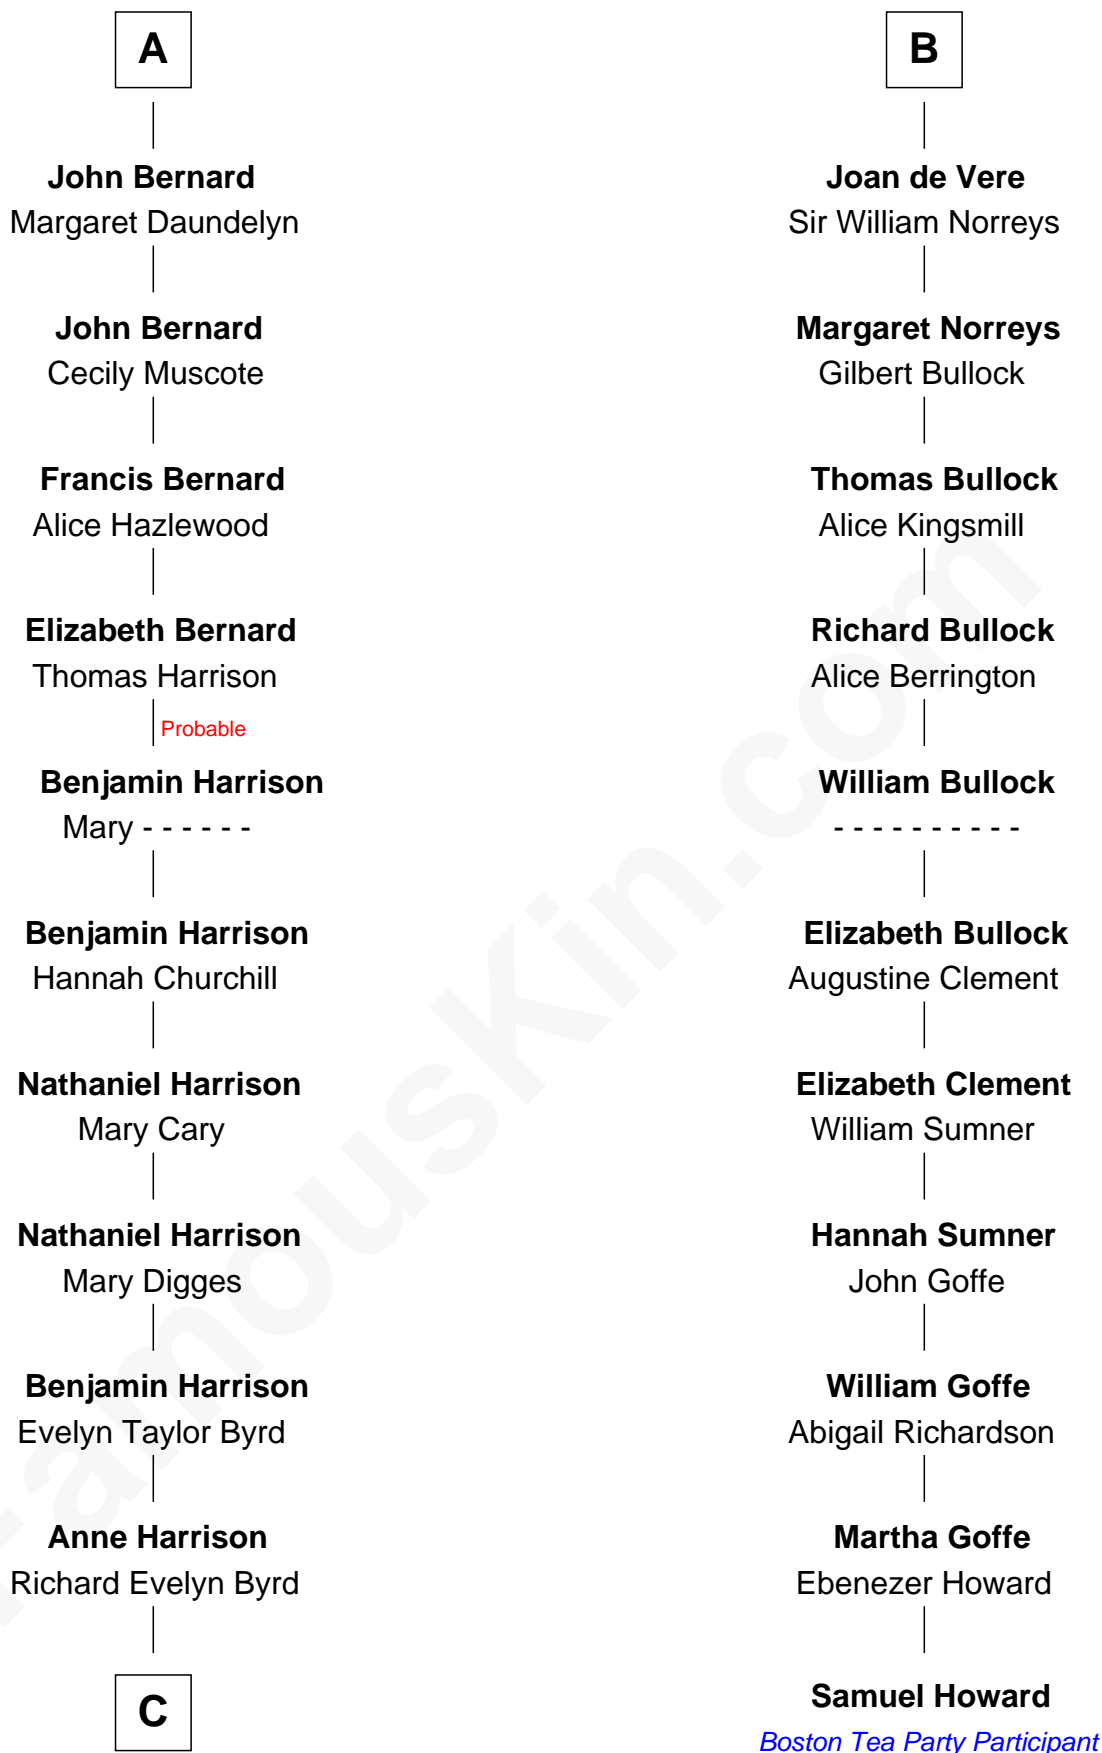 A
John Bernard
Margaret Daundelyn
John Bernard
Cecily Muscote
Francis Bernard
Alice Hazlewood
Elizabeth Bernard
Thomas Harrison
Probable
Benjamin Harrison
Mary - - - - - -
Benjamin Harrison
Hannah Churchill
Nathaniel Harrison
Mary Cary
Nathaniel Harrison
Mary Digges
Benjamin Harrison
Evelyn Taylor Byrd
Anne Harrison
Richard Evelyn Byrd
C
B
Joan de Vere
Sir William Norreys
Margaret Norreys
Gilbert Bullock
Thomas Bullock
Alice Kingsmill
Richard Bullock
Alice Berrington
William Bullock
- - - - - - - - - -
Elizabeth Bullock
Augustine Clement
Elizabeth Clement
William Sumner
Hannah Sumner
John Goffe
William Goffe
Abigail Richardson
Martha Goffe
Ebenezer Howard
Samuel Howard
Boston Tea Party Participant
FamousKin.com